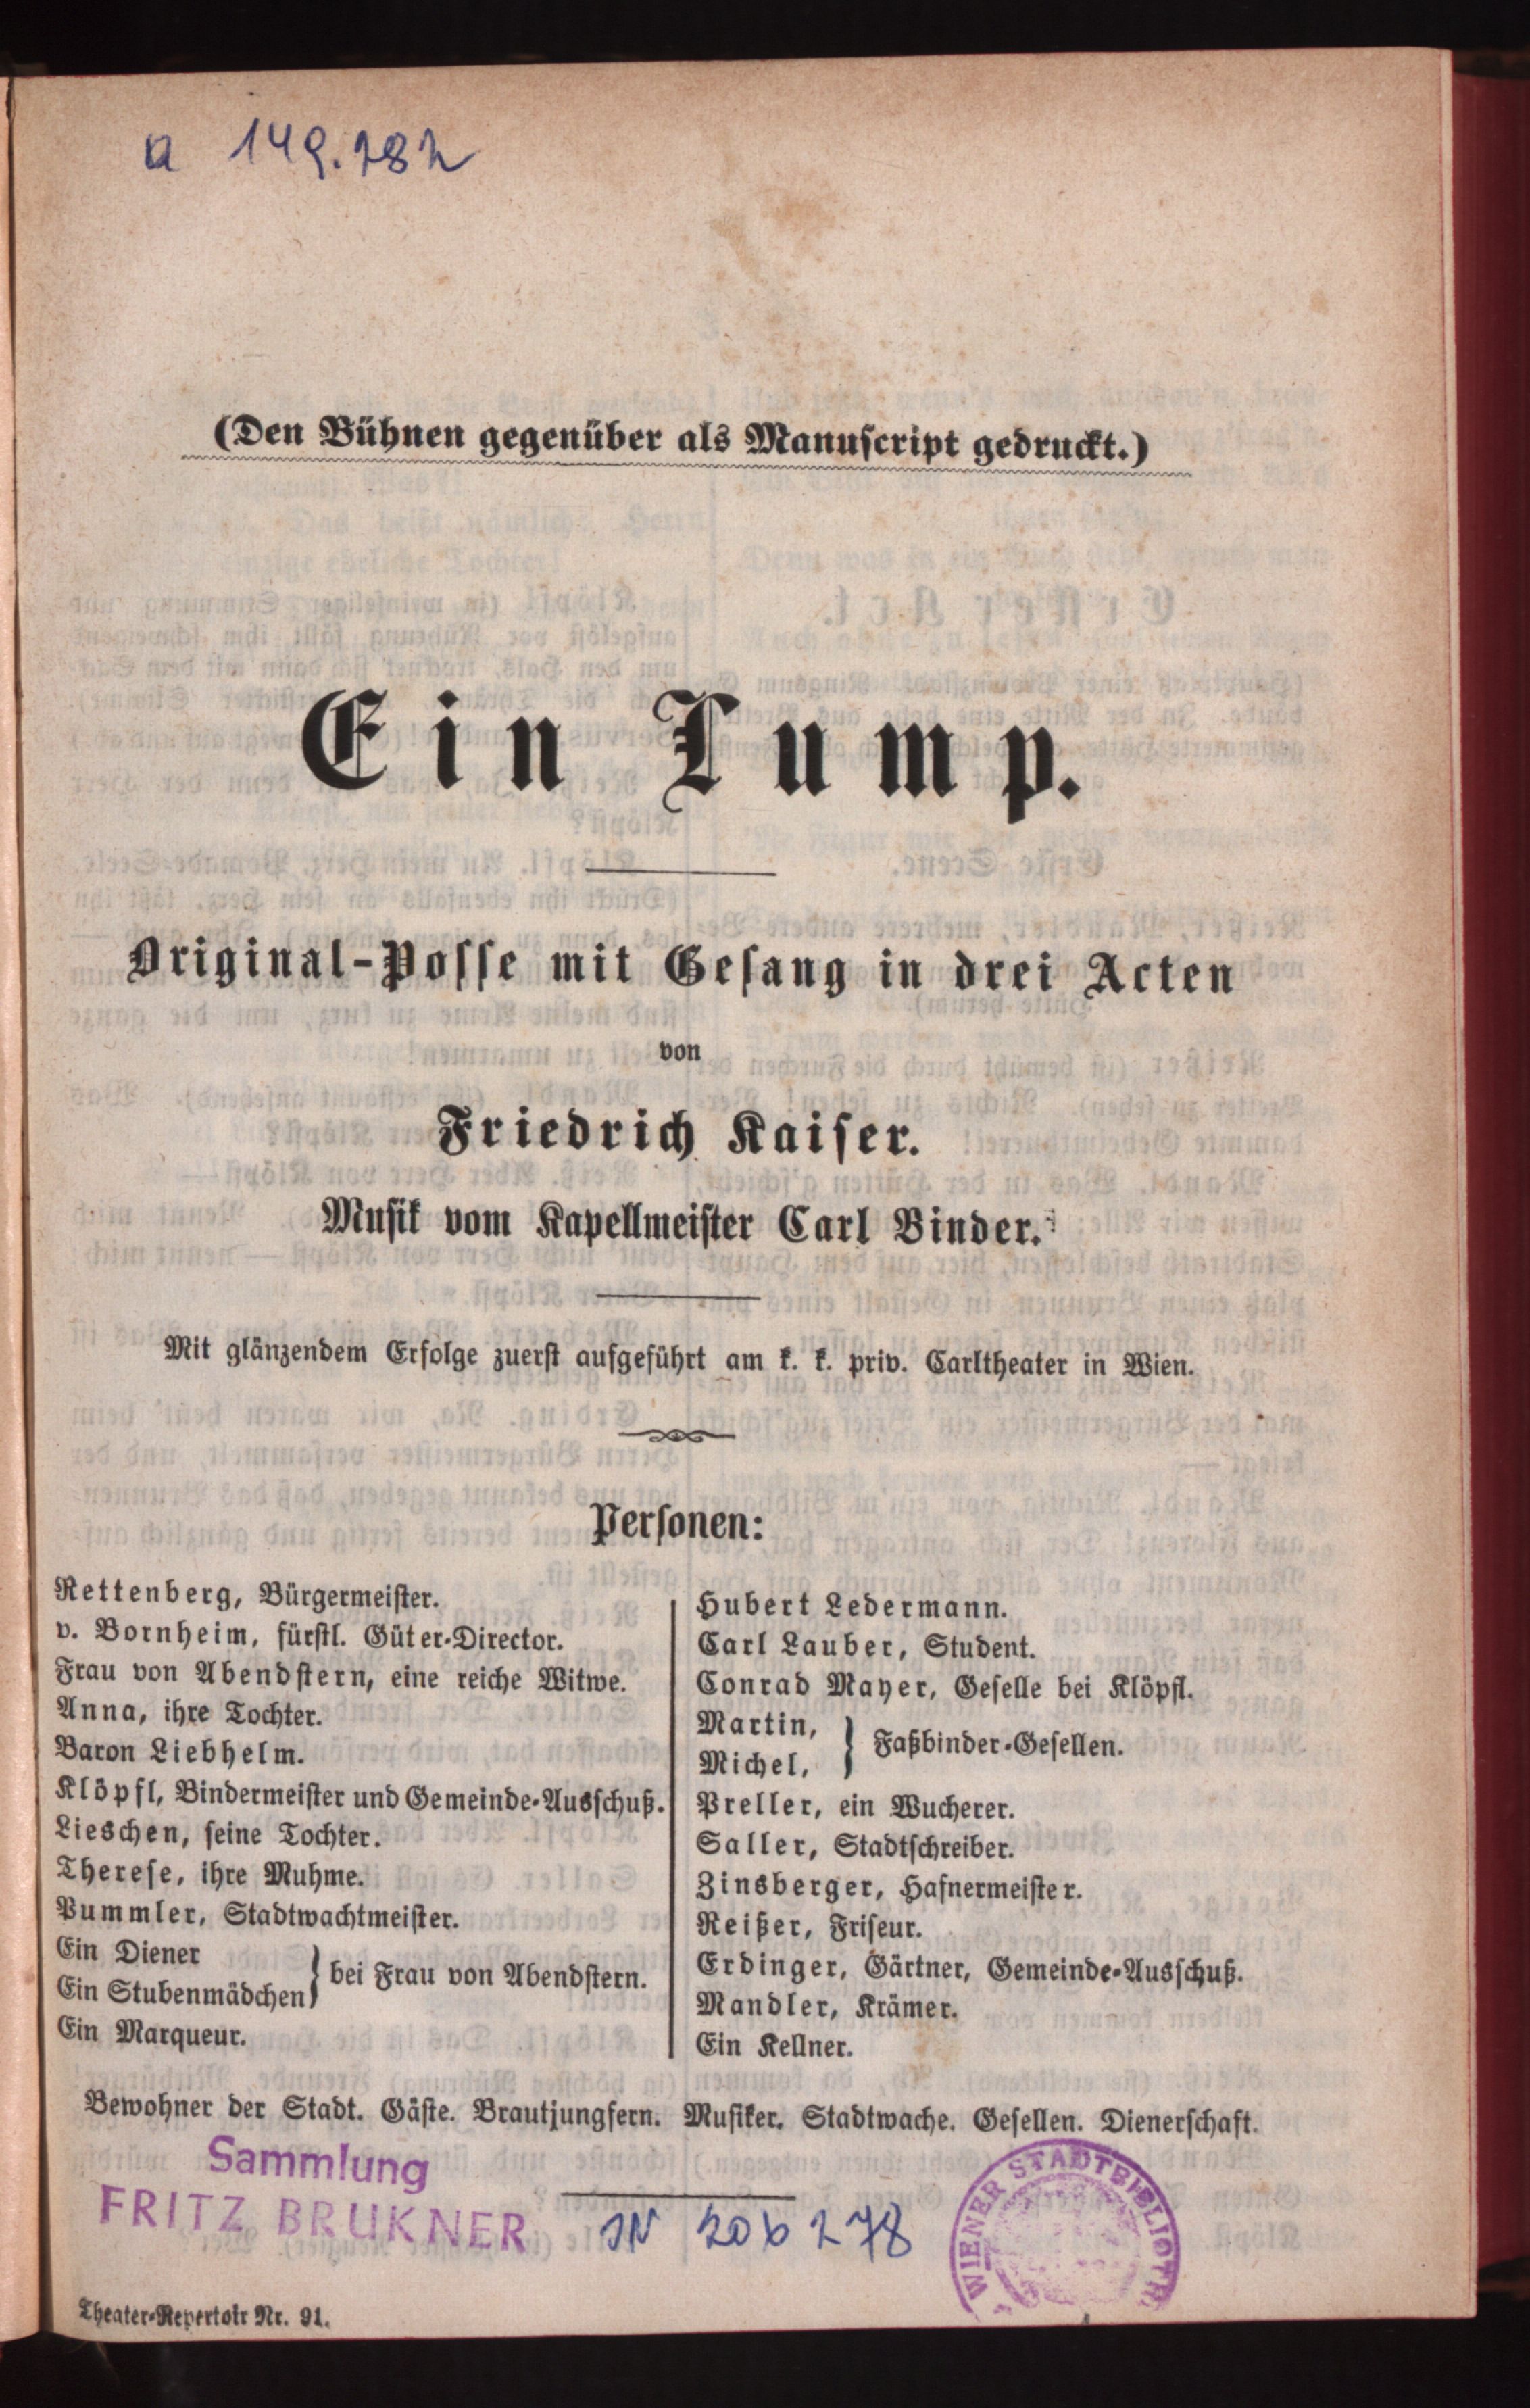 a 149.282
(Den Bühnen gegenüber als Manuscript gedruckt.)
Ein Lump.
Original-Posse mit Gesang in drei Acten
von
Friedrich Kaiser.
Musik vom Kapellmeister Carl Binder.
Mit glänzendem Erfolge zuerst aufgeführt am k. k. priv. Carltheater in Wien.
Personen:
Rettenberg, Bürgermeister.
v. Bornheim, fürstl. Güter-Director.
Frau von Abendstern, eine reiche Witwe.
Anna, ihre Tochter.
Baron Liebhelm.
Klöpfl, Bindermeister und Gemeinde-Ausschuß.
Lieschen, seine Tochter.
Therese, ihre Muhme.
Pummler, Stadtwachtmeister.
Ein Diener
Ein Stubenmädchen } bei Frau von Abendstern.
Ein Marqueur.
Hubert Ledermann.
Carl Lauber, Student.
Conrad Mayer, Geselle bei Klöpfl.
Martin,
Michel, } Faßbinder-Gesellen.
Preller, ein Wucherer.
Saller, Stadtschreiber.
Zinsberger, Hafnermeister.
Reißer, Friseur.
Erdinger, Gärtner, Gemeinde-Ausschuß.
Mandler, Krämer.
Ein Kellner.
Bewohner der Stadt. Gäste. Brautjungfern. Musiker. Stadtwache. Gesellen. Dienerschaft.
Sammlung
FRITZ BRUKNER
IN 206278
WIENER STADTBIBLIOTH
Theater-Repertoir Nr. 91.